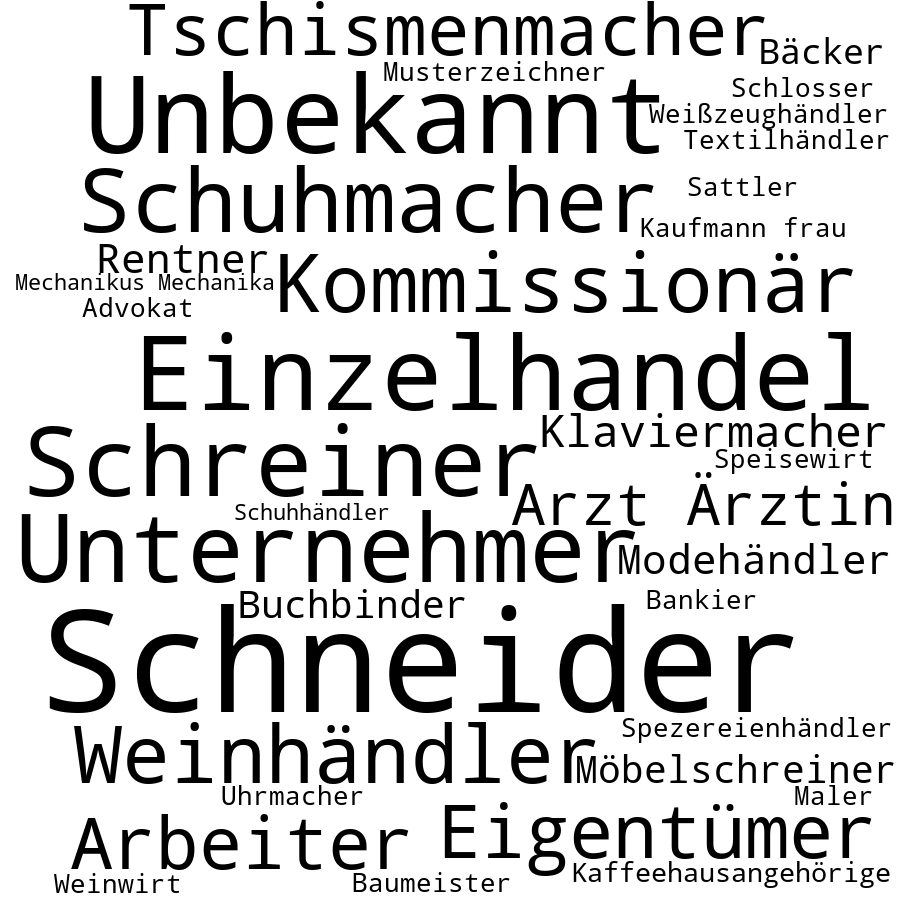 Tschismenmacher
Bäcker
Musterzeichner
Unbekannt
Schlosser
Weißzeughändler
Textilhändler
Schuhmacher
Sattler
Kaufmann frau
Rentner
Kommissionär
Mechanikus Mechanika
Advokat
Einzelhandel
Schreiner
Klaviermacher
Speisewirt
Arzt Ärztin
Schuhhändler
Unternehmer
Modehändler
Buchbinder
Bankier
Schneider
Spezereienhändler
Weinhändler
Möbelschreiner
Uhrmacher
Maler
Arbeiter
Eigentümer
Kaffeehausangehörige
Weinwirt
Baumeister